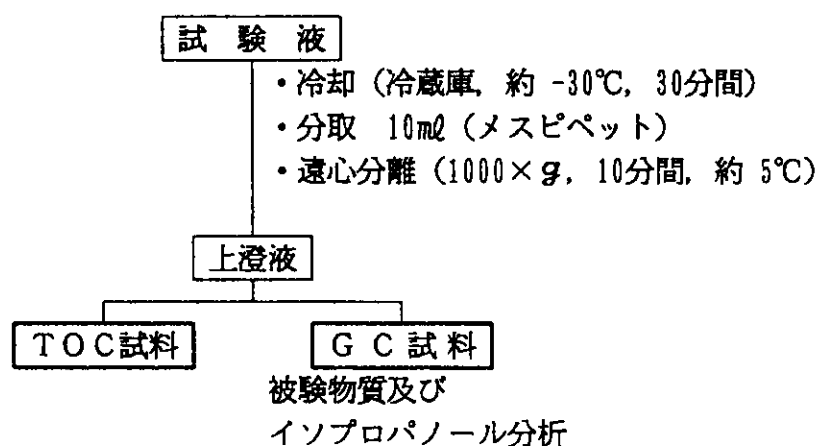 試験液
・冷却（冷蔵庫, 約 -30℃, 30分間）
・分取 10mℓ（メスピペット）
・遠心分離（1000×g, 10分間, 約 5℃）
上澄液
TOC試料 GC試料
被験物質及び
イソプロパノール分析